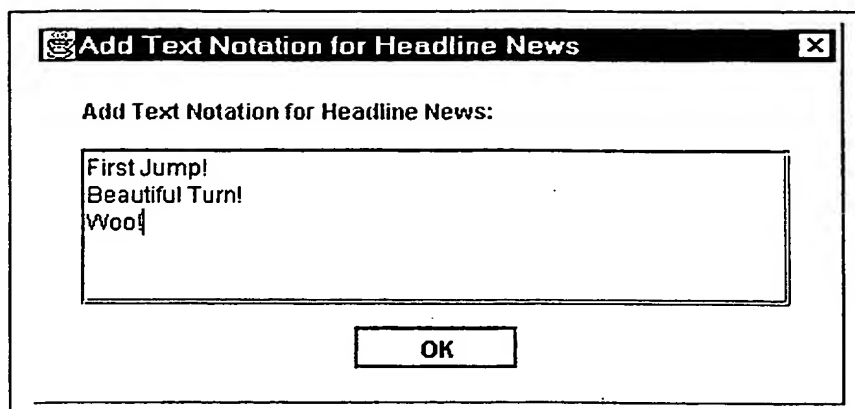 Add Text Notation for Headline News
Add Text Notation for Headline News:
First Jump!
Beautiful Turn!
Woo!
OK